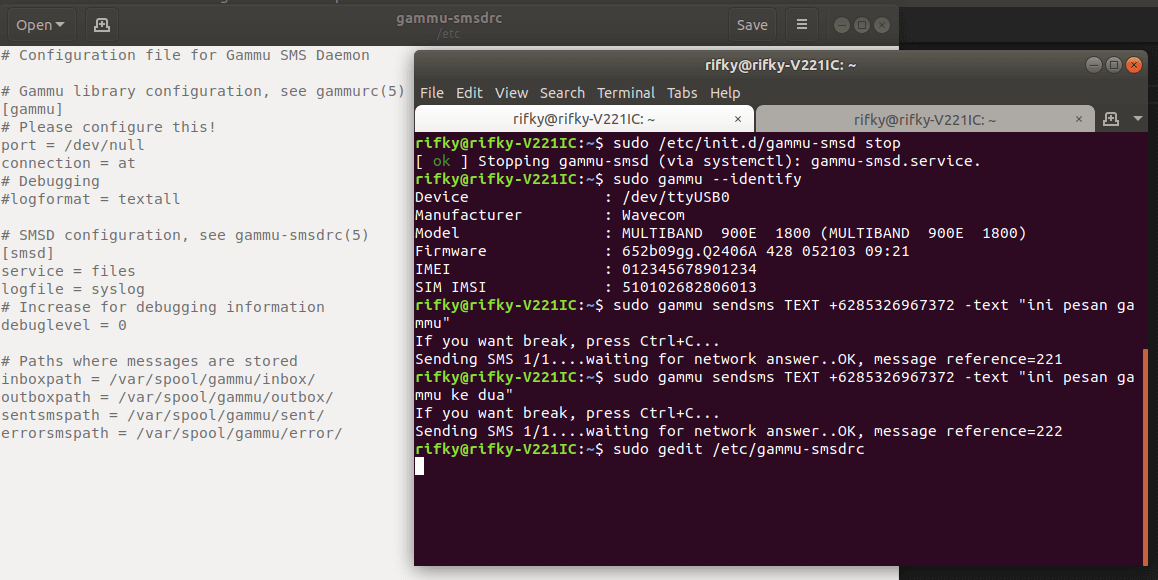 Open
gammu-smsdrc
/etc
Save
# Configuration file for Gammu SMS Daemon
# Gammu library configuration, see gammurc(5)
[gammu]
# Please configure this!
port = /dev/null
connection = at
# Debugging
#logformat = textall
# SMSD configuration, see gammu-smsdrc(5)
[smsd]
service = files
logfile = syslog
# Increase for debugging information
debuglevel = 0
# Paths where messages are stored
inboxpath = /var/spool/gammu/inbox/
outboxpath = /var/spool/gammu/outbox/
sentsmspath = /var/spool/gammu/sent/
errorsmspath = /var/spool/gammu/error/
rifky@rifky-V221IC: ~
File Edit View Search Terminal Tabs Help
rifky@rifky-V221IC: ~ × rifky@rifky-V221IC: ~ ×
rifky@rifky-V221IC:~$ sudo /etc/init.d/gammu-smsd stop
[ ok ] Stopping gammu-smsd (via systemctl): gammu-smsd.service.
rifky@rifky-V221IC:~$ sudo gammu --identify
Device               : /dev/ttyUSB0
Manufacturer         : Wavecom
Model                : MULTIBAND  900E  1800 (MULTIBAND  900E  1800)
Firmware             : 652b09gg.Q2406A 428 052103 09:21
IMEI                 : 012345678901234
SIM IMSI             : 510102682806013
rifky@rifky-V221IC:~$ sudo gammu sendsms TEXT +6285326967372 -text "ini pesan ga
mmu"
If you want break, press Ctrl+C...
Sending SMS 1/1....waiting for network answer..OK, message reference=221
rifky@rifky-V221IC:~$ sudo gammu sendsms TEXT +6285326967372 -text "ini pesan ga
mmu ke dua"
If you want break, press Ctrl+C...
Sending SMS 1/1....waiting for network answer..OK, message reference=222
rifky@rifky-V221IC:~$ sudo gedit /etc/gammu-smsdrc